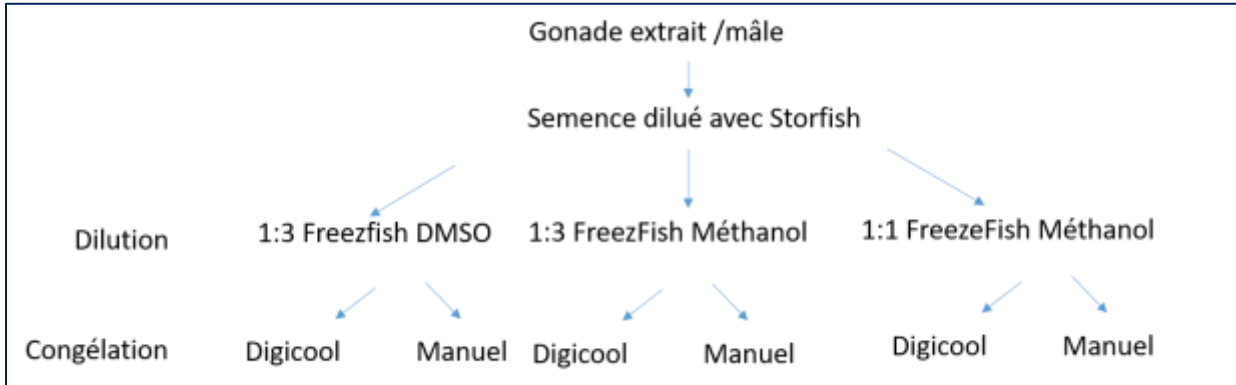 Gonade extrait /mâle
Semence dilué avec Storfish
Dilution 1:3 Freezfish DMSO 1:3 FreezFish Méthanol 1:1 FreezeFish Méthanol
Congélation Digicool Manuel Digicool Manuel Digicool Manuel